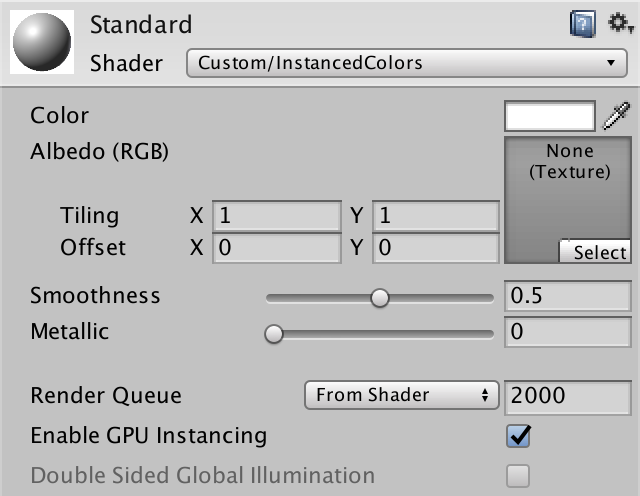 Standard
Shader Custom/InstancedColors
Color
Albedo (RGB) None
(Texture)
Tiling X 1 Y 1
Offset X 0 Y 0
Select
Smoothness 0.5
Metallic 0
Render Queue From Shader 2000
Enable GPU Instancing
Double Sided Global Illumination